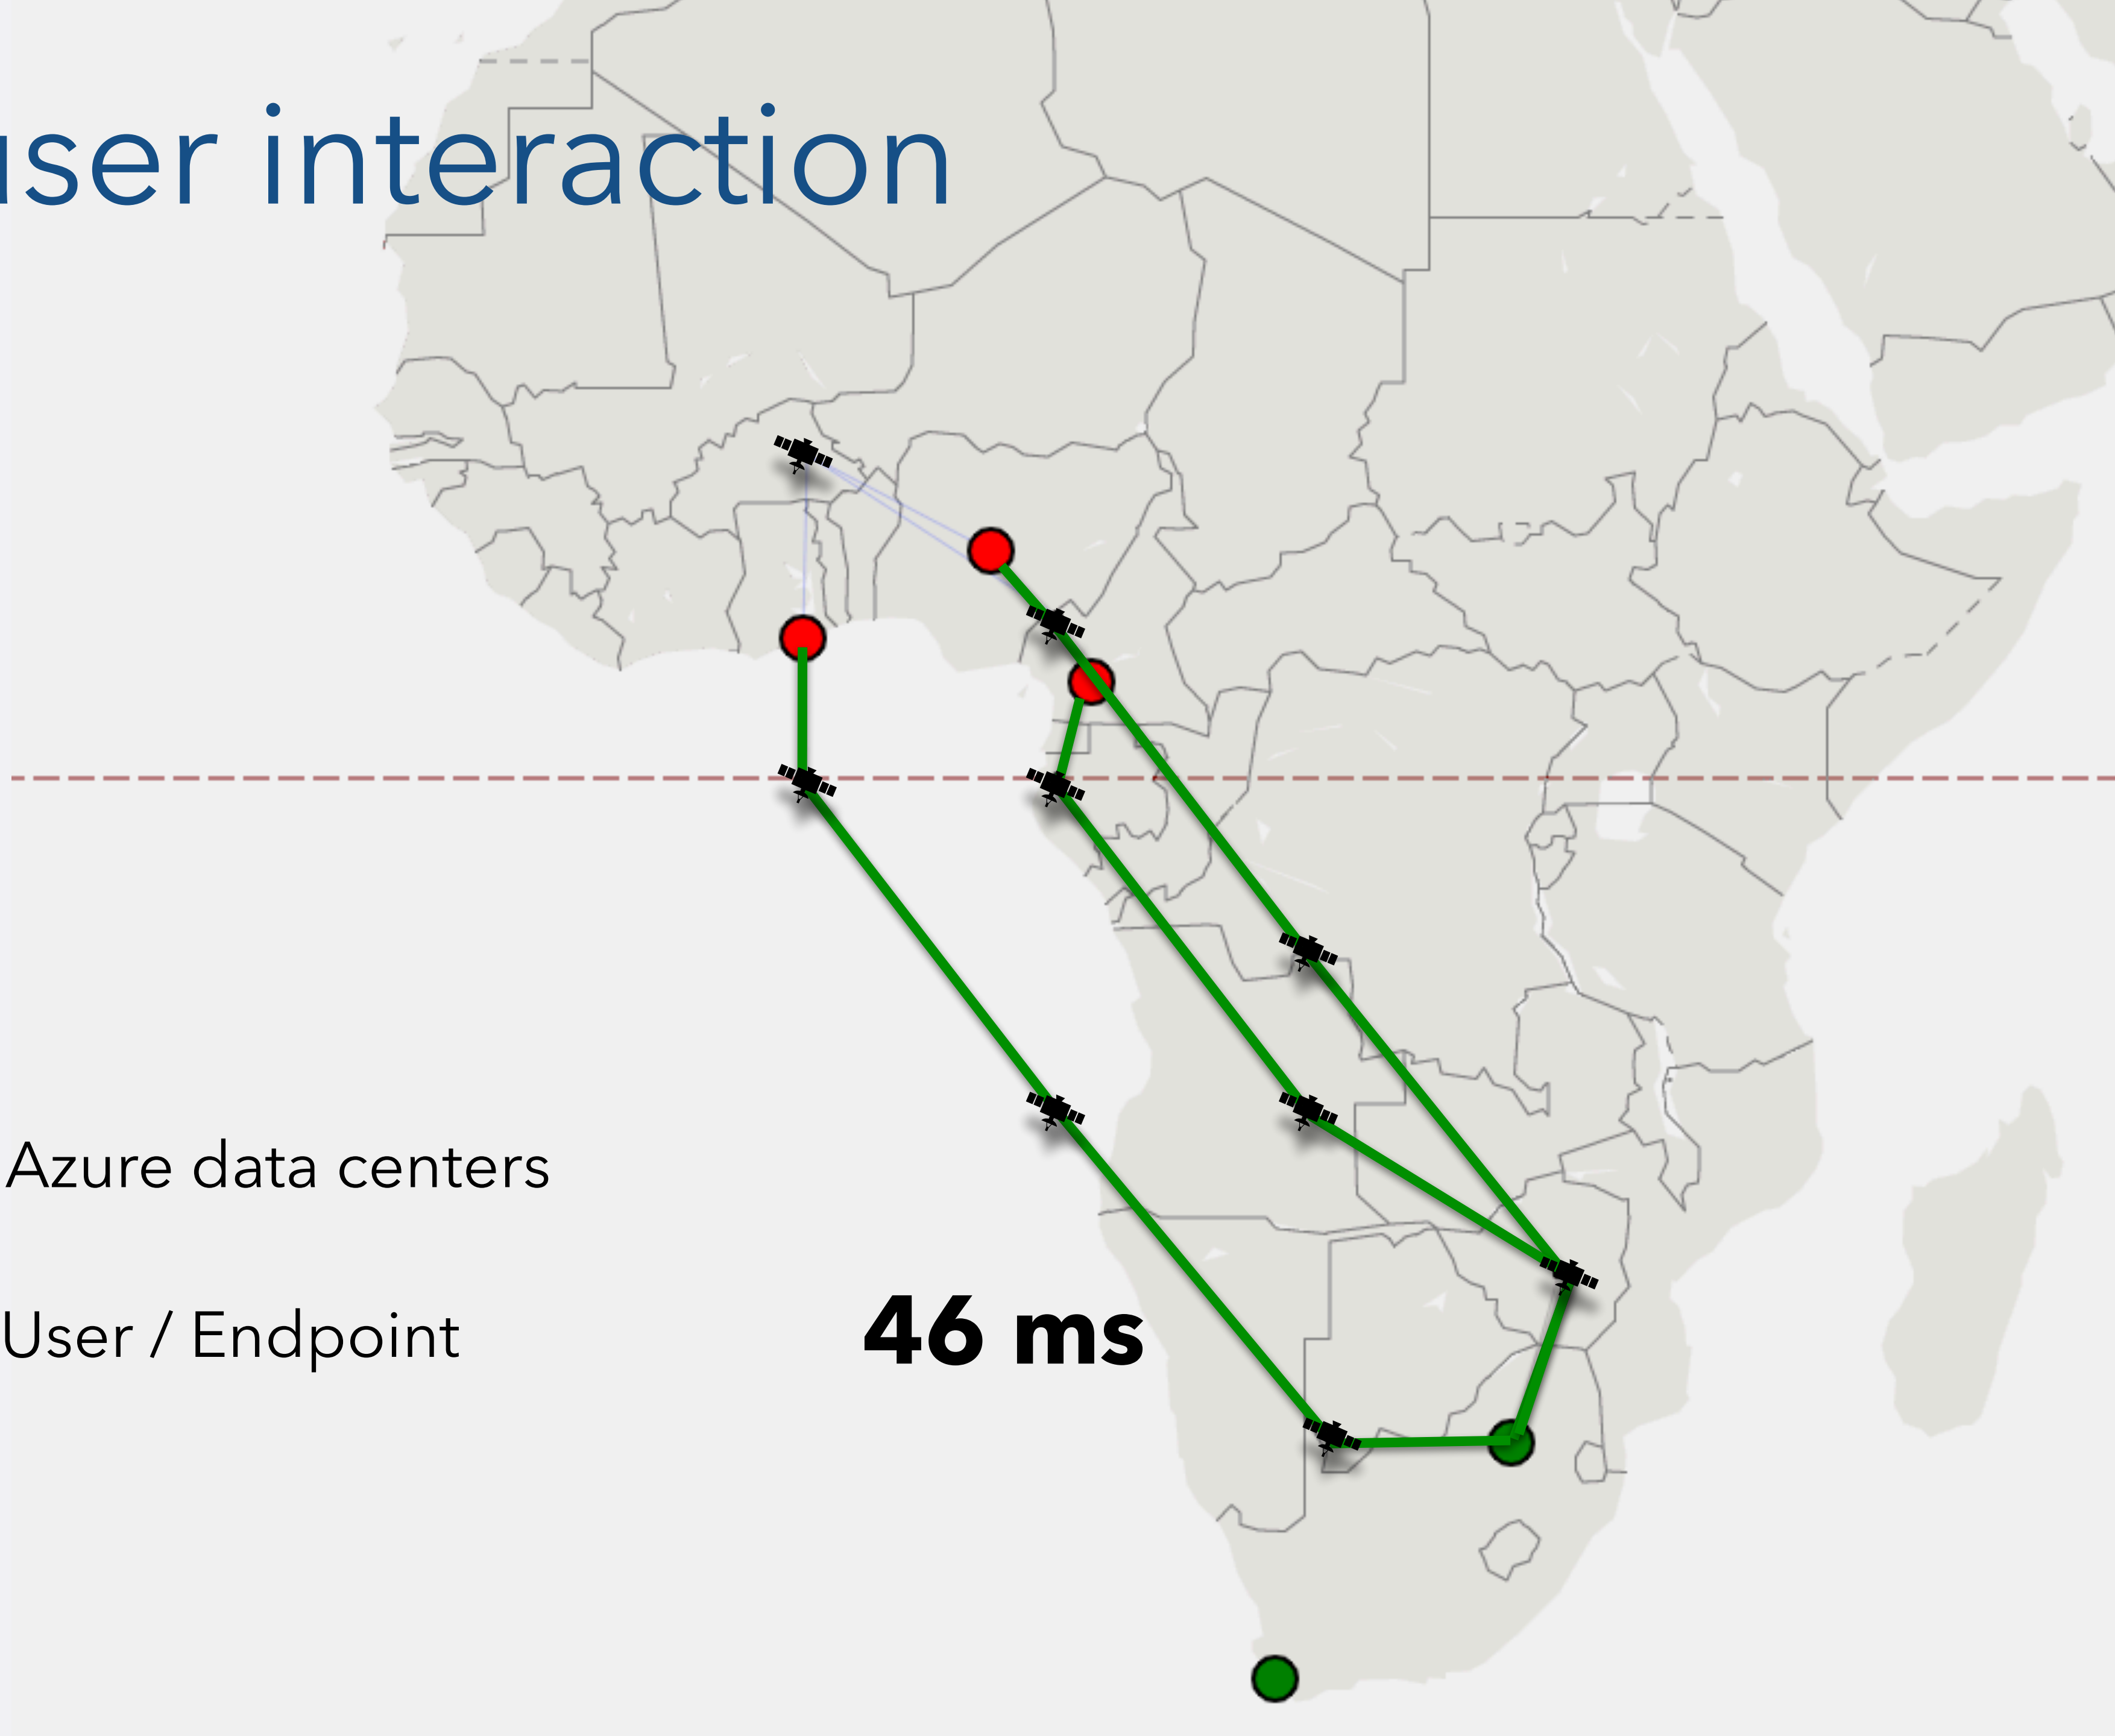 user interaction
Azure data centers
User / Endpoint
46 ms